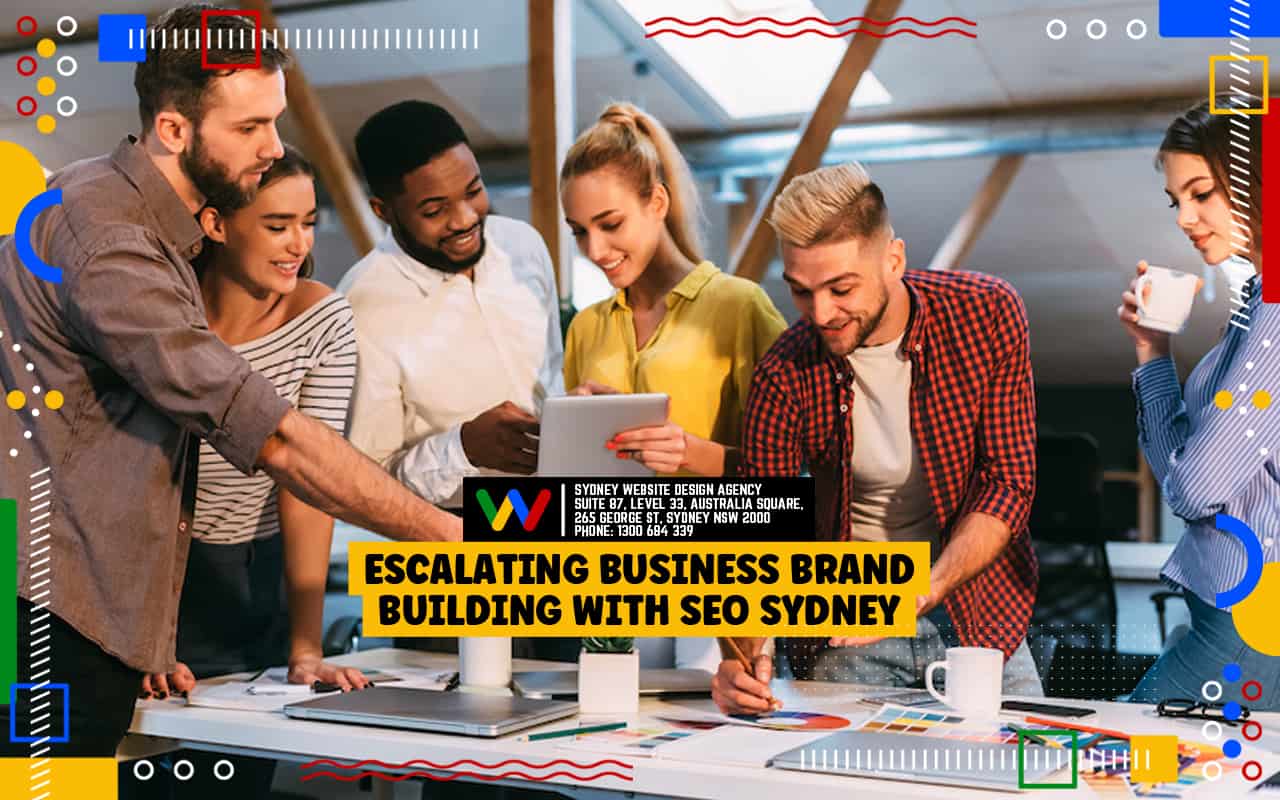 SYDNEY WEBSITE DESIGN AGENCY
SUITE 87, LEVEL 33, AUSTRALIA SQUARE,
265 GEORGE ST, SYDNEY NSW 2000
PHONE: 1300 684 339
ESCALATING BUSINESS BRAND
BUILDING WITH SEO SYDNEY